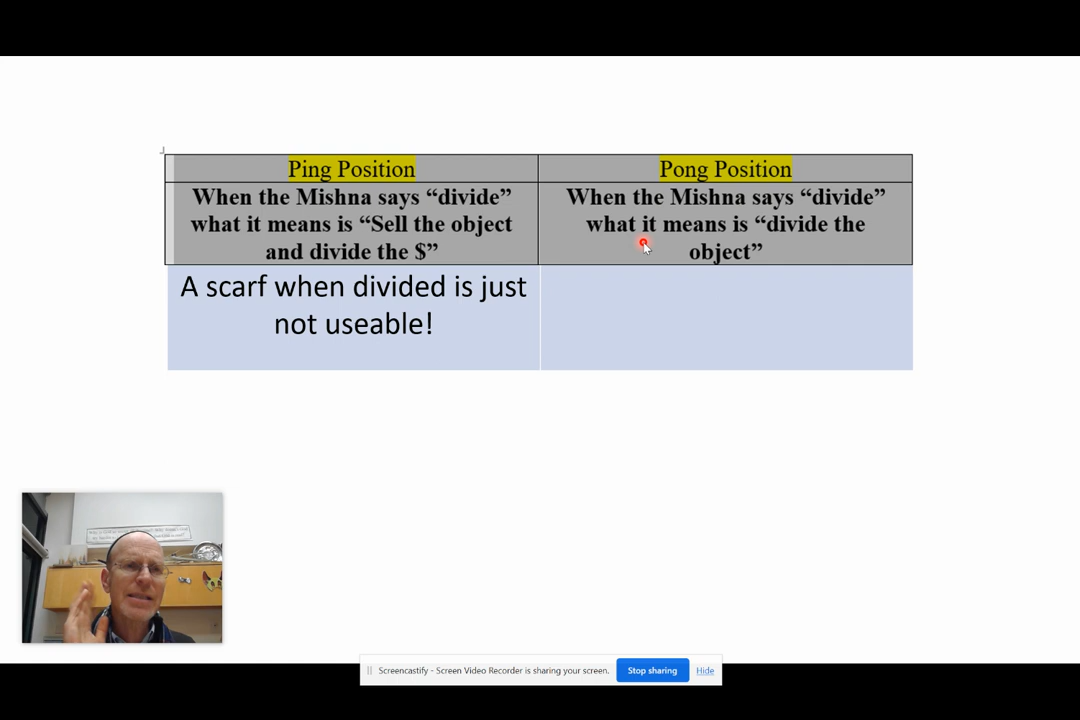 Ping Position
Pong Position
When the Mishna says “divide”
what it means is “Sell the object
and divide the $”
When the Mishna says “divide”
what it means is “divide the
object”
A scarf when divided is just
not useable!
Screencastify - Screen Video Recorder is sharing your screen.
Stop sharing
Hide